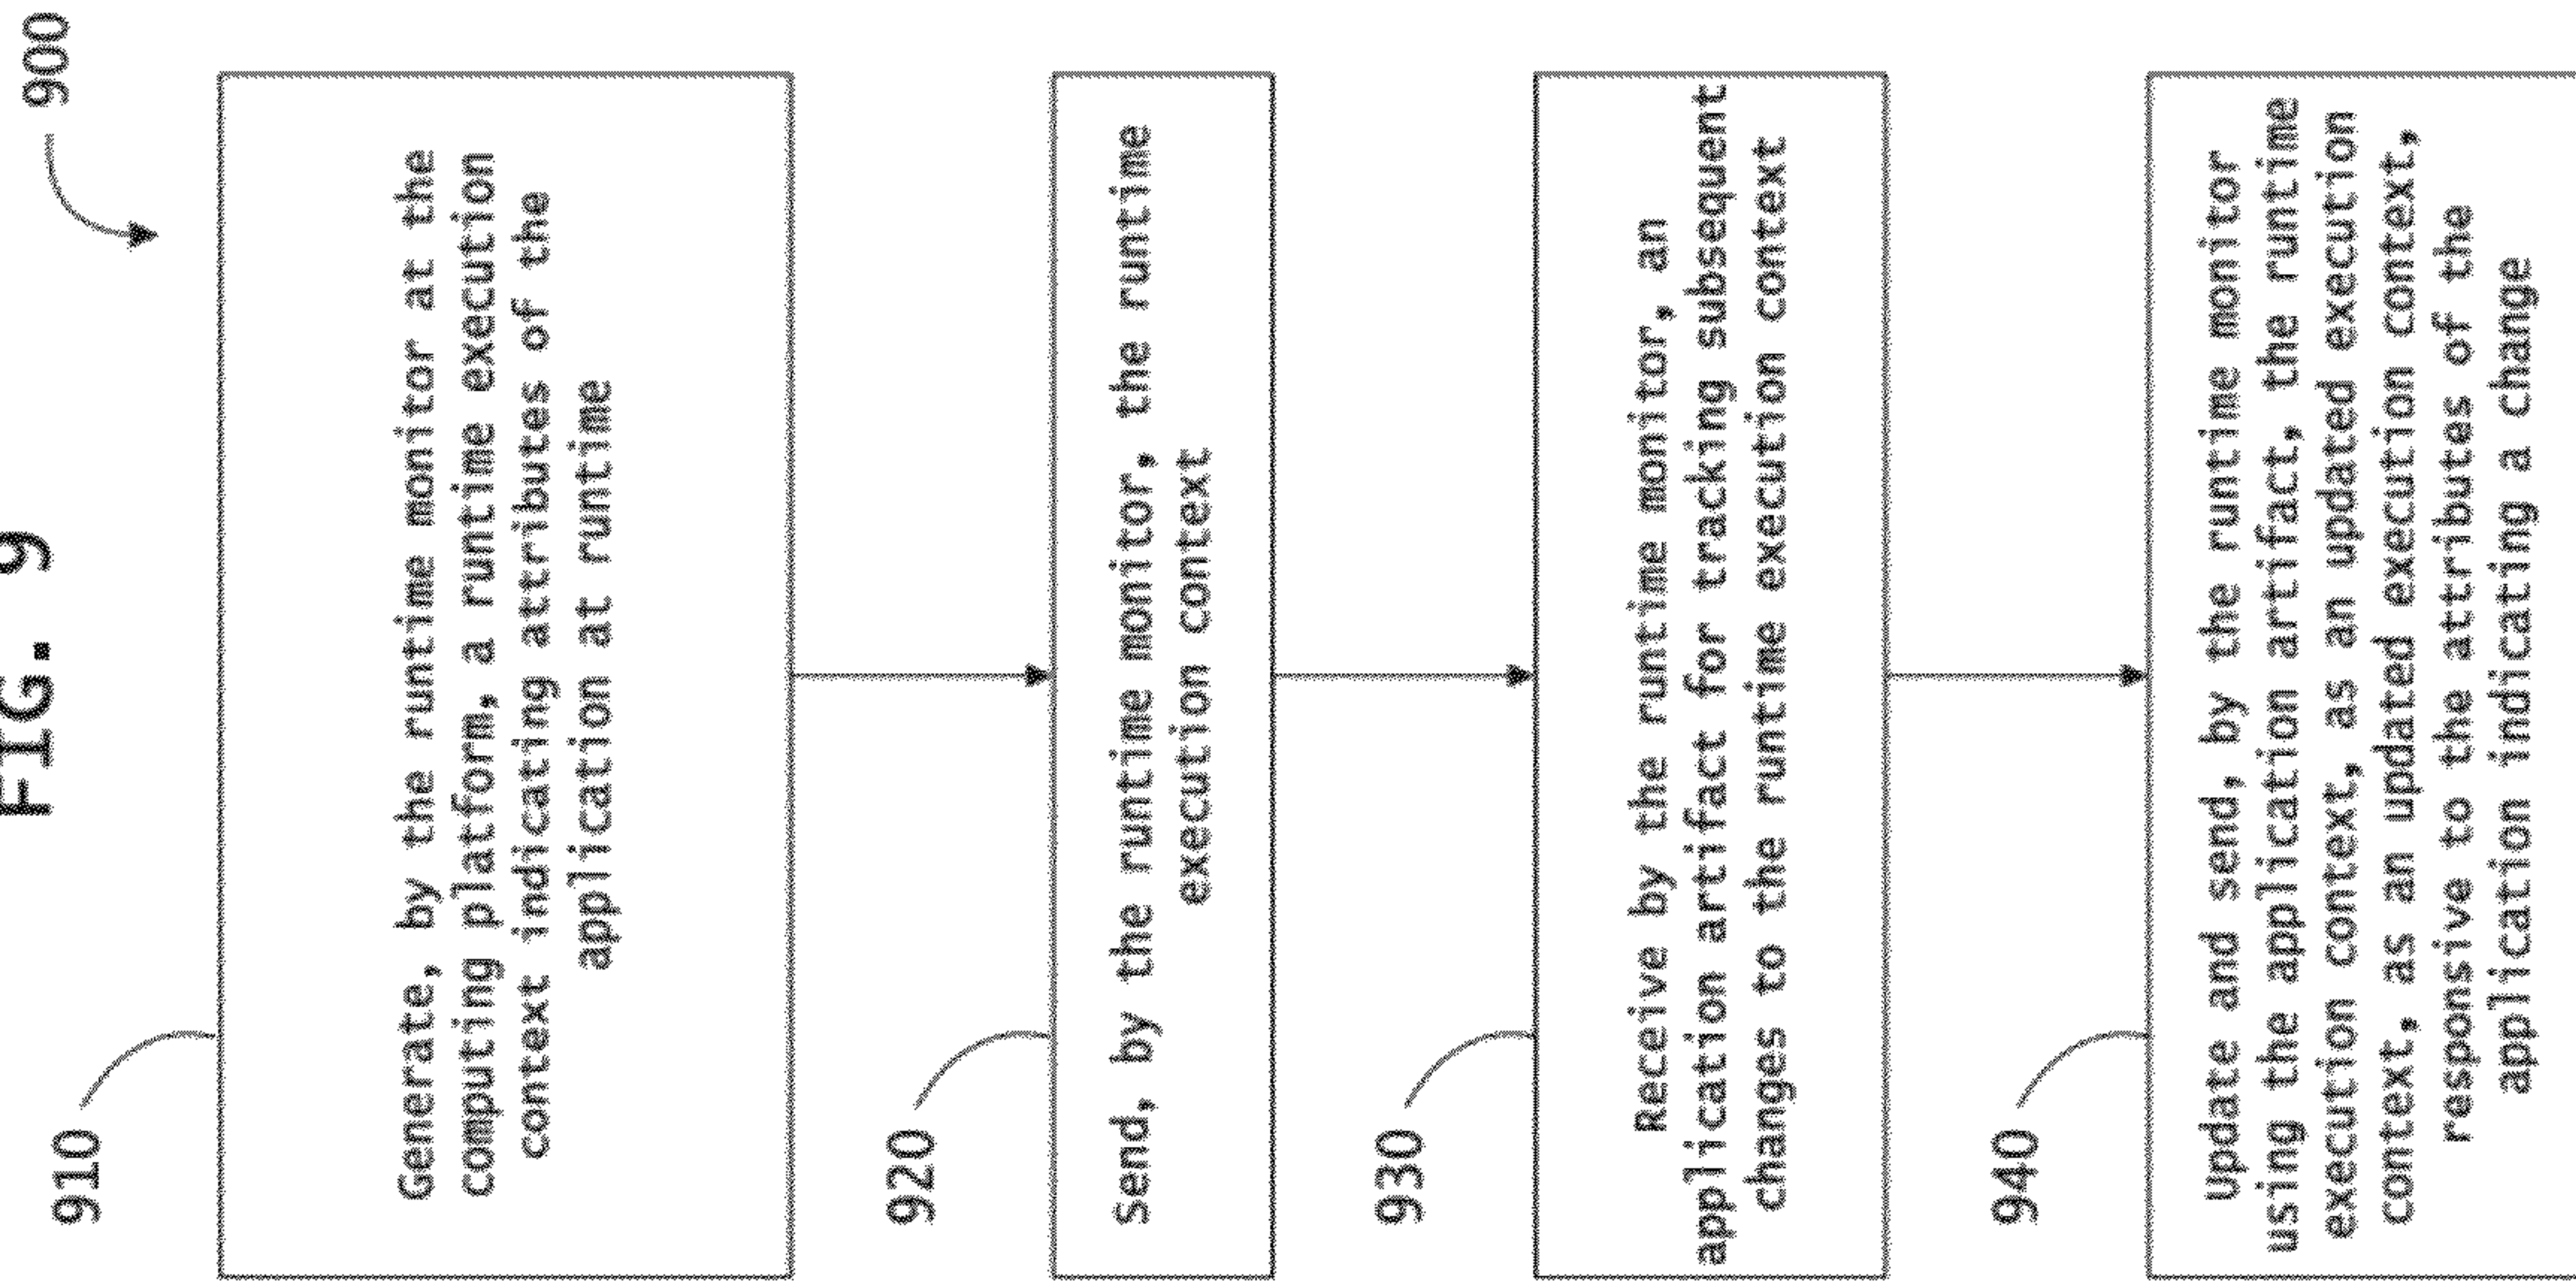 FIG. 9
900
910
Generate, by the runtime monitor at the
computing platform, a runtime execution
context indicating attributes of the
application at runtime
920
Send, by the runtime monitor, the runtime
execution context
930
Receive by the runtime monitor, an
application artifact for tracking subsequent
changes to the runtime execution context
940
Update and send, by the runtime monitor
using the application artifact, the runtime
execution context, as an updated execution
context, as an updated execution context,
responsive to the attributes of the
application indicating a change